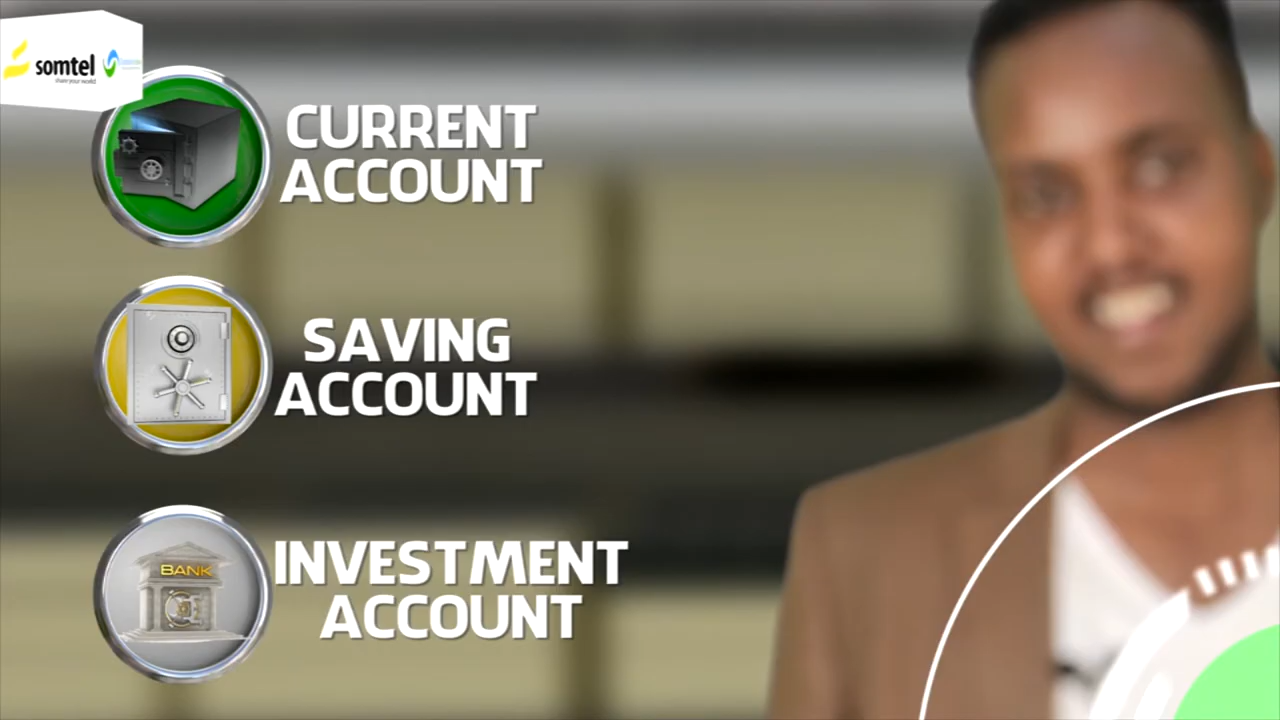 somtel
share your world
CURRENT
ACCOUNT
SAVING
ACCOUNT
BANK
INVESTMENT
ACCOUNT